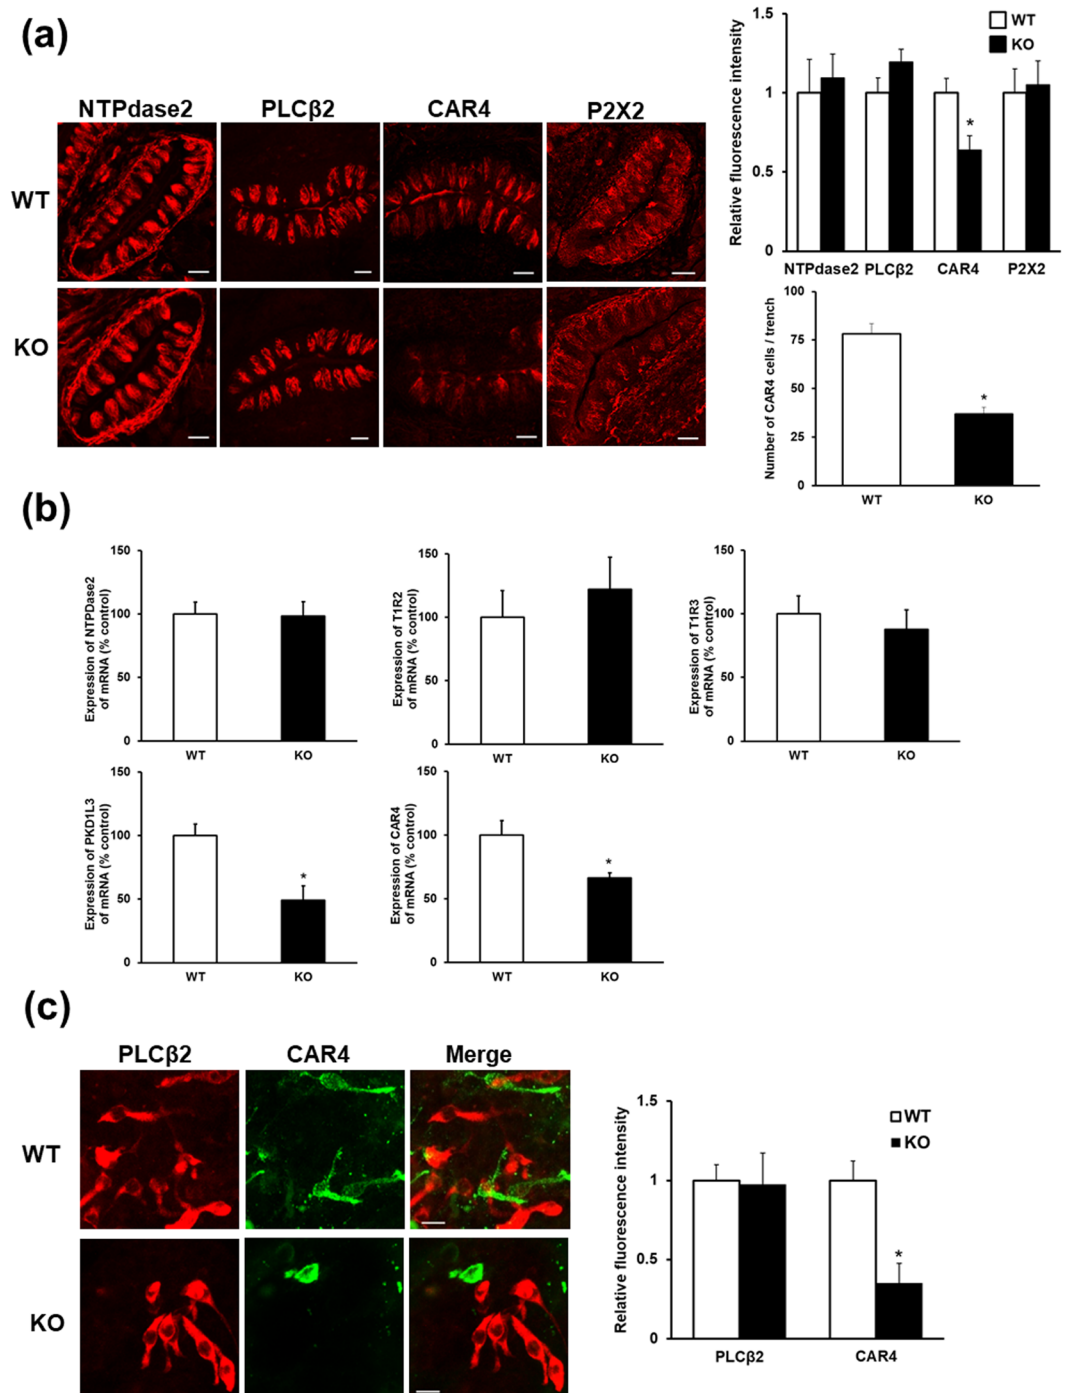 (a)
NTPdase2 PLCβ2 CAR4 P2X2
WT
KO
Relative fluorescence intensity
1.5
1
0.5
0
WT
KO
*
NTPdase2 PLCβ2 CAR4 P2X2
Number of CAR4 cells / trench
100
75
50
25
0
*
WT KO
(b)
Expression of NTPDase2
of mRNA (% control)
150
100
50
0
WT KO
Expression of T1R2
of mRNA (% control)
150
100
50
0
WT KO
Expression of T1R3
of mRNA (% control)
150
100
50
0
WT KO
Expression of PKD1L3
of mRNA (% control)
150
100
50
0
*
WT KO
Expression of CAR4
of mRNA (% control)
150
100
50
0
*
WT KO
(c)
PLCβ2 CAR4 Merge
WT
KO
Relative fluorescence intensity
1.5
1
0.5
0
WT
KO
*
PLCβ2 CAR4